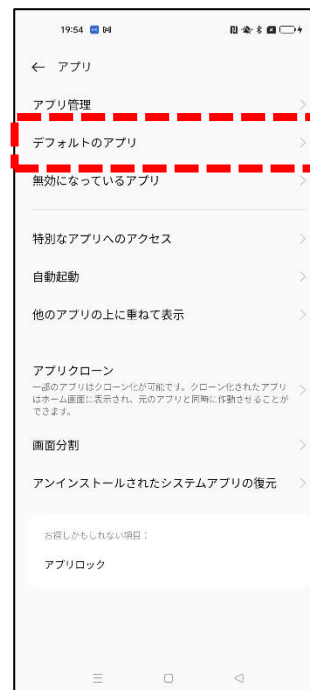 19:54
← アプリ
アプリ管理
デフォルトのアプリ
無効になっているアプリ
特別なアプリへのアクセス
自動起動
他のアプリの上に重ねて表示
アプリクローン
一部のアプリはクローン化が可能です。クローン化されたアプリ
はホーム画面に表示され、元のアプリと同時に作動させることが
できます。
画面分割
アンインストールされたシステムアプリの復元
お探しかもしれない項目：
アプリロック